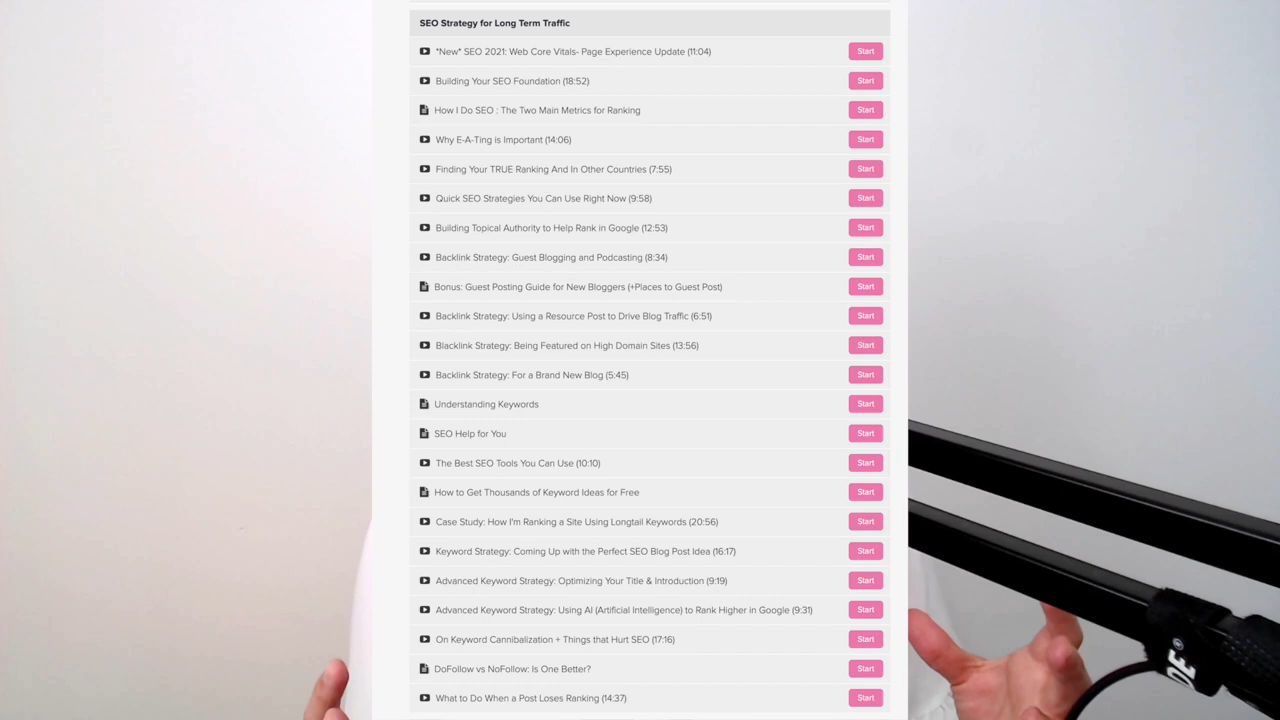 SEO Strategy for Long Term Traffic
*New* SEO 2021: Web Core Vitals- Page Experience Update (11:04) Start
Building Your SEO Foundation (18:52) Start
How I Do SEO : The Two Main Metrics for Ranking Start
Why E-A-Ting is Important (14:06) Start
Finding Your TRUE Ranking And In Other Countries (7:55) Start
Quick SEO Strategies You Can Use Right Now (9:58) Start
Building Topical Authority to Help Rank in Google (12:53) Start
Backlink Strategy: Guest Blogging and Podcasting (8:34) Start
Bonus: Guest Posting Guide for New Bloggers (+Places to Guest Post) Start
Backlink Strategy: Using a Resource Post to Drive Blog Traffic (6:51) Start
Blacklink Strategy: Being Featured on High Domain Sites (13:56) Start
Backlink Strategy: For a Brand New Blog (5:45) Start
Understanding Keywords Start
SEO Help for You Start
The Best SEO Tools You Can Use (10:10) Start
How to Get Thousands of Keyword Ideas for Free Start
Case Study: How I'm Ranking a Site Using Longtail Keywords (20:56) Start
Keyword Strategy: Coming Up with the Perfect SEO Blog Post Idea (16:17) Start
Advanced Keyword Strategy: Optimizing Your Title & Introduction (9:19) Start
Advanced Keyword Strategy: Using AI (Artificial Intelligence) to Rank Higher in Google (9:31) Start
On Keyword Cannibalization + Things that Hurt SEO (17:16) Start
DoFollow vs NoFollow: Is One Better? Start
What to Do When a Post Loses Ranking (14:37) Start